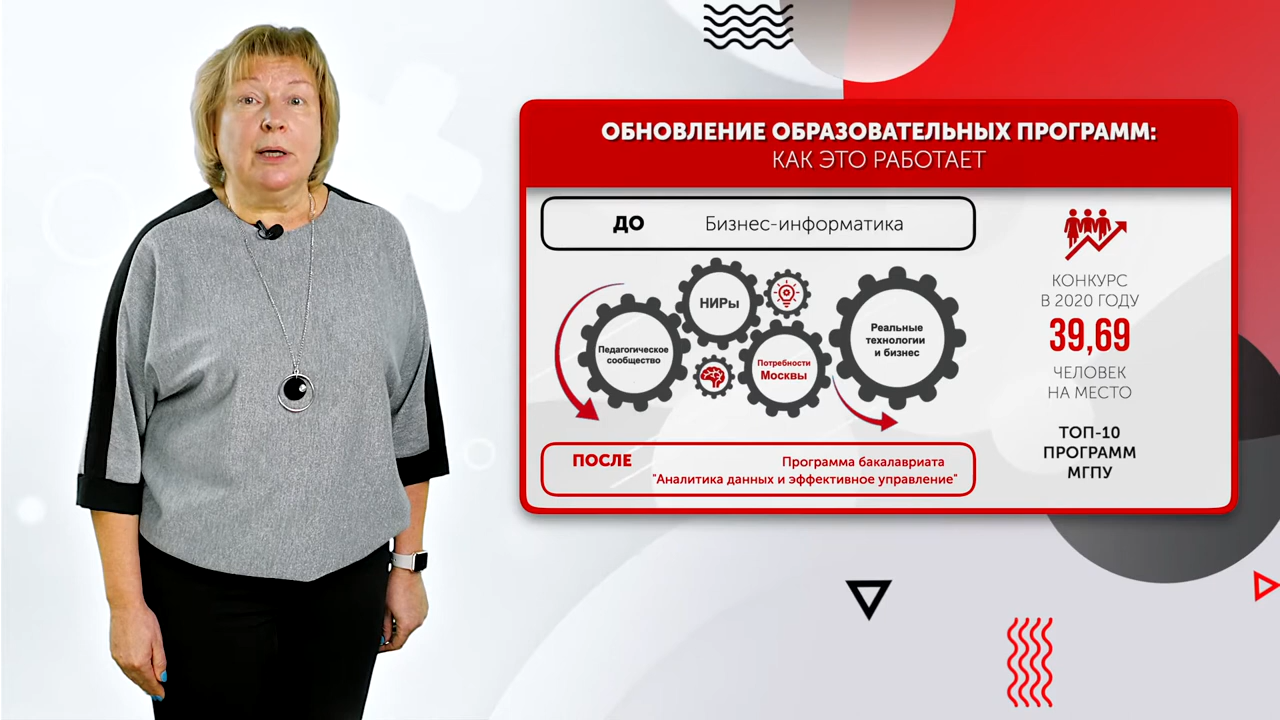 ОБНОВЛЕНИЕ ОБРАЗОВАТЕЛЬНЫХ ПРОГРАММ:
КАК ЭТО РАБОТАЕТ
ДО Бизнес-информатика
НИРы
Педагогическое
сообщество
Потребности
Москвы
Реальные
технологии
и бизнес
ПОСЛЕ Программа бакалавриата
"Аналитика данных и эффективное управление"
КОНКУРС
В 2020 ГОДУ
39,69
ЧЕЛОВЕК
НА МЕСТО
ТОП-10
ПРОГРАММ
МГПУ